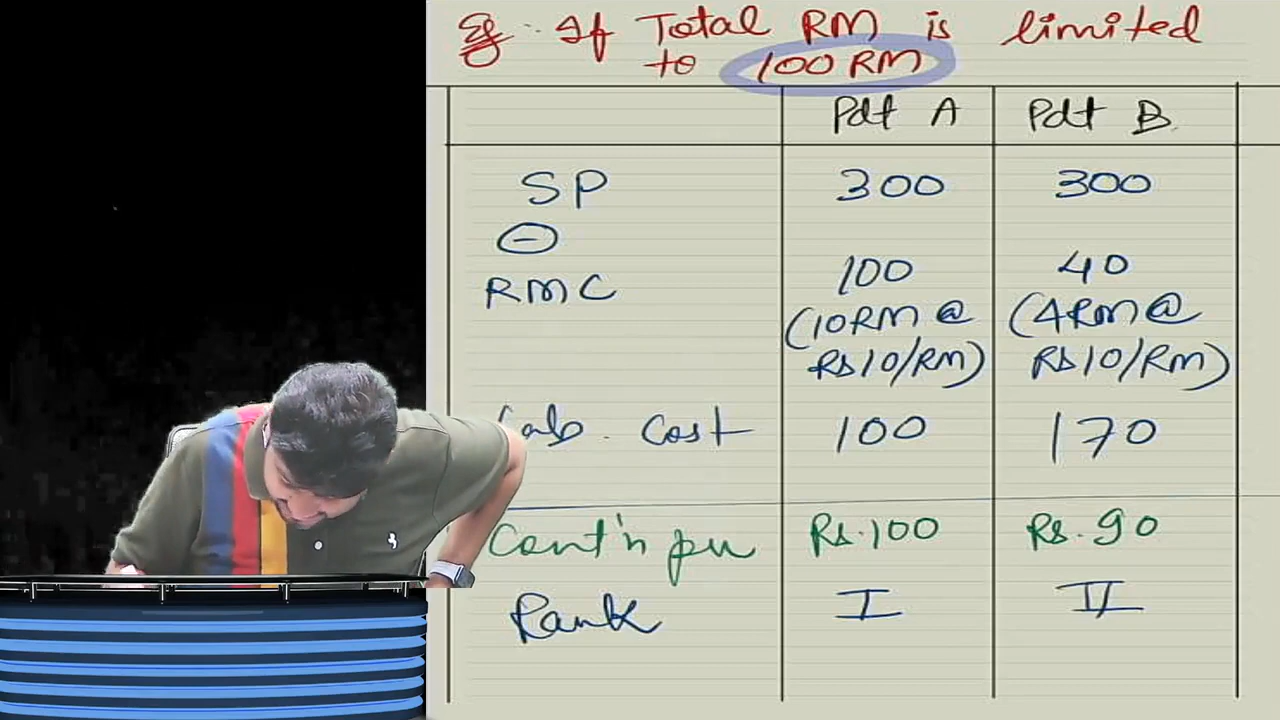 Eg. If Total RM is limited
to 100 RM
Pdt A Pdt B
SP 300 300
⊖
RMC 100 40
(10RM @ (4RM @
Rs10/RM) Rs10/RM)
Lab. Cost 100 170
Cont'n pu Rs.100 Rs.90
Rank I II